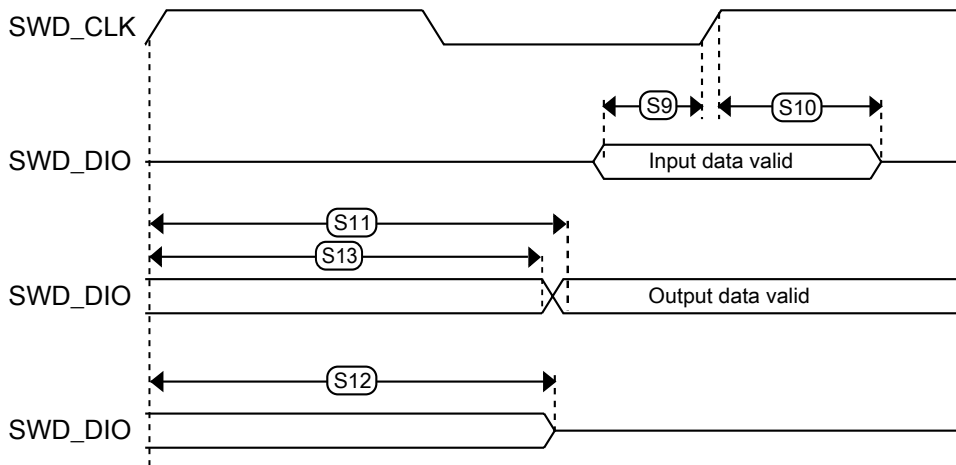 SWD_CLK
S9
S10
SWD_DIO
Input data valid
S11
S13
SWD_DIO
Output data valid
S12
SWD_DIO